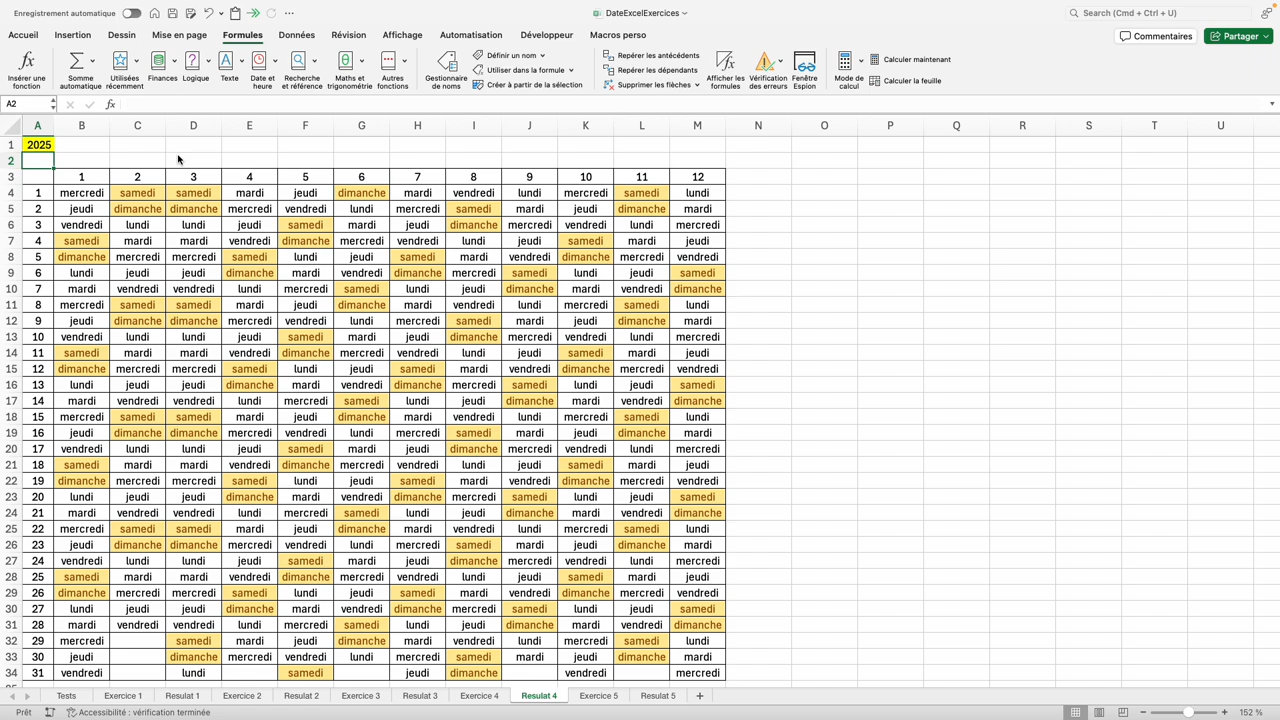 Enregistrement automatique DateExcelExercices Search (Cmd + Ctrl + U)
Accueil Insertion Dessin Mise en page Formules Données Révision Affichage Automatisation Développeur Macros perso Commentaires Partager
Insérer une fonction Somme automatique Utilisées récemment Finances Logique Texte Date et heure Recherche et référence Maths et trigonométrie Autres fonctions Gestionnaire de noms Définir un nom Utiliser dans la formule Créer à partir de la sélection Repérer les antécédents Repérer les dépendants Supprimer les flèches Afficher les formules Vérification des erreurs Fenêtre Espion Mode de calcul Calculer maintenant Calculer la feuille
A2 fx
A B C D E F G H I J K L M N O P Q R S T U
1 2025
2
3 1 2 3 4 5 6 7 8 9 10 11 12
4 1 mercredi samedi samedi mardi jeudi dimanche mardi vendredi lundi mercredi samedi lundi
5 2 jeudi dimanche dimanche mercredi vendredi lundi mercredi samedi mardi jeudi dimanche mardi
6 3 vendredi lundi lundi jeudi samedi mardi jeudi dimanche mercredi vendredi lundi mercredi
7 4 samedi mardi mardi vendredi dimanche mercredi vendredi lundi jeudi samedi mardi jeudi
8 5 dimanche mercredi mercredi samedi lundi jeudi samedi mardi vendredi dimanche mercredi vendredi
9 6 lundi jeudi jeudi dimanche mardi vendredi dimanche mercredi samedi lundi jeudi samedi
10 7 mardi vendredi vendredi lundi mercredi samedi lundi jeudi dimanche mardi vendredi dimanche
11 8 mercredi samedi samedi mardi jeudi dimanche mardi vendredi lundi mercredi samedi lundi
12 9 jeudi dimanche dimanche mercredi vendredi lundi mercredi samedi mardi jeudi dimanche mardi
13 10 vendredi lundi lundi jeudi samedi mardi jeudi dimanche mercredi vendredi lundi mercredi
14 11 samedi mardi mardi vendredi dimanche mercredi vendredi lundi jeudi samedi mardi jeudi
15 12 dimanche mercredi mercredi samedi lundi jeudi samedi mardi vendredi dimanche mercredi vendredi
16 13 lundi jeudi jeudi dimanche mardi vendredi dimanche mercredi samedi lundi jeudi samedi
17 14 mardi vendredi vendredi lundi mercredi samedi lundi jeudi dimanche mardi vendredi dimanche
18 15 mercredi samedi samedi mardi jeudi dimanche mardi vendredi lundi mercredi samedi lundi
19 16 jeudi dimanche dimanche mercredi vendredi lundi mercredi samedi mardi jeudi dimanche mardi
20 17 vendredi lundi lundi jeudi samedi mardi jeudi dimanche mercredi vendredi lundi mercredi
21 18 samedi mardi mardi vendredi dimanche mercredi vendredi lundi jeudi samedi mardi jeudi
22 19 dimanche mercredi mercredi samedi lundi jeudi samedi mardi vendredi dimanche mercredi vendredi
23 20 lundi jeudi jeudi dimanche mardi vendredi dimanche mercredi samedi lundi jeudi samedi
24 21 mardi vendredi vendredi lundi mercredi samedi lundi jeudi dimanche mardi vendredi dimanche
25 22 mercredi samedi samedi mardi jeudi dimanche mardi vendredi lundi mercredi samedi lundi
26 23 jeudi dimanche dimanche mercredi vendredi lundi mercredi samedi mardi jeudi dimanche mardi
27 24 vendredi lundi lundi jeudi samedi mardi jeudi dimanche mercredi vendredi lundi mercredi
28 25 samedi mardi mardi vendredi dimanche mercredi vendredi lundi jeudi samedi mardi jeudi
29 26 dimanche mercredi mercredi samedi lundi jeudi samedi mardi vendredi dimanche mercredi vendredi
30 27 lundi jeudi jeudi dimanche mardi vendredi dimanche mercredi samedi lundi jeudi samedi
31 28 mardi vendredi vendredi lundi mercredi samedi lundi jeudi dimanche mardi vendredi dimanche
32 29 mercredi samedi mardi jeudi dimanche mardi vendredi lundi mercredi samedi lundi
33 30 jeudi dimanche mercredi vendredi lundi mercredi samedi mardi jeudi dimanche mardi
34 31 vendredi lundi samedi jeudi dimanche vendredi mercredi
Tests Exercice 1 Resulat 1 Exercice 2 Resulat 2 Exercice 3 Resulat 3 Exercice 4 Resulat 4 Exercice 5 Resulat 5 +
Prêt Accessibilité : vérification terminée 152 %